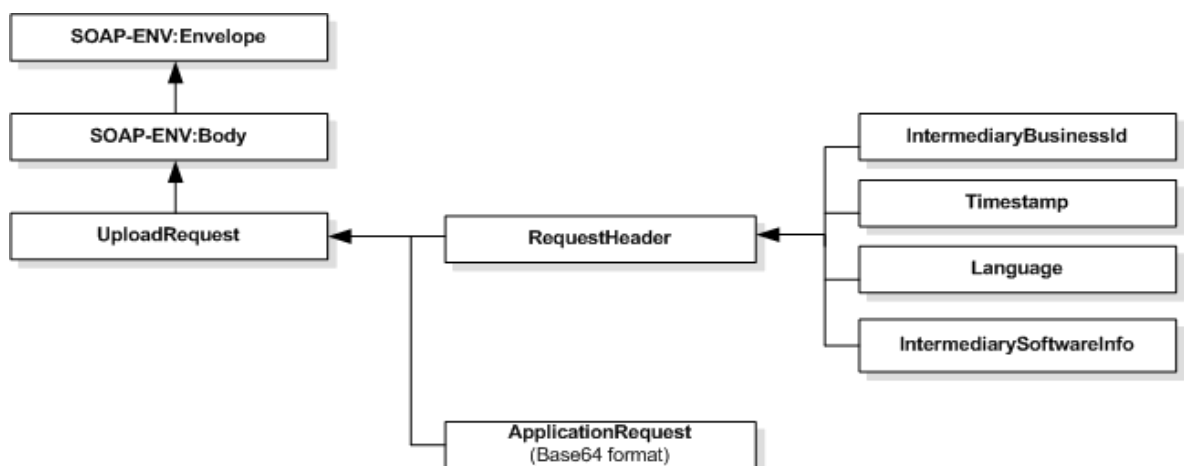 SOAP-ENV:Envelope
SOAP-ENV:Body
UploadRequest
RequestHeader
IntermediaryBusinessId
Timestamp
Language
IntermediarySoftwareInfo
ApplicationRequest
(Base64 format)